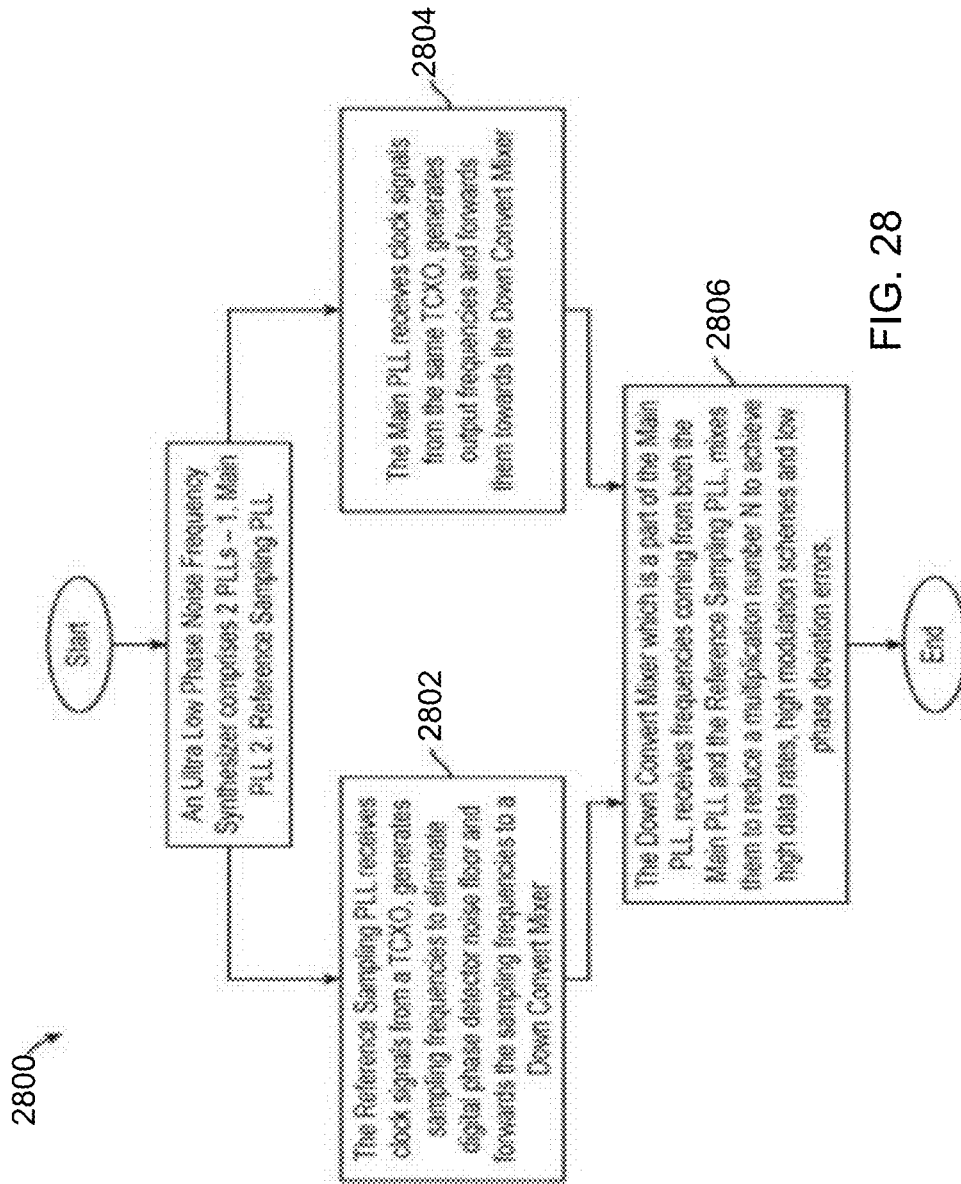 2800
Start
An Ultra Low Phase Noise Frequency
Synthesizer comprises 2 PLLs – 1. Main
PLL 2. Reference Sampling PLL
2802
The Reference Sampling PLL receives
clock signals from a TCXO, generates
sampling frequencies to eliminate
digital phase detector noise floor and
forwards the sampling frequencies to a
Down Convert Mixer
2804
The Main PLL receives clock signals
from the same TCXO, generates
output frequencies and forwards
them towards the Down Convert Mixer
2806
The Down Convert Mixer which is a part of the Main
PLL, receives frequencies coming from both the
Main PLL and the Reference Sampling PLL, mixes
them to reduce a multiplication number N to achieve
high data rates, high modulation schemes and low
phase deviation errors.
End
FIG. 28